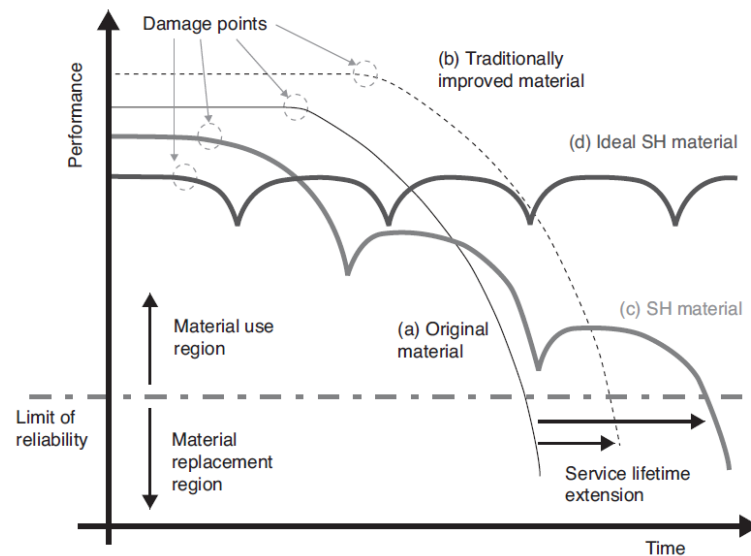 Damage points
(b) Traditionally
improved material
Performance
(d) Ideal SH material
(c) SH material
(a) Original
material
Material use
region
Limit of
reliability
Material
replacement
region
Service lifetime
extension
Time